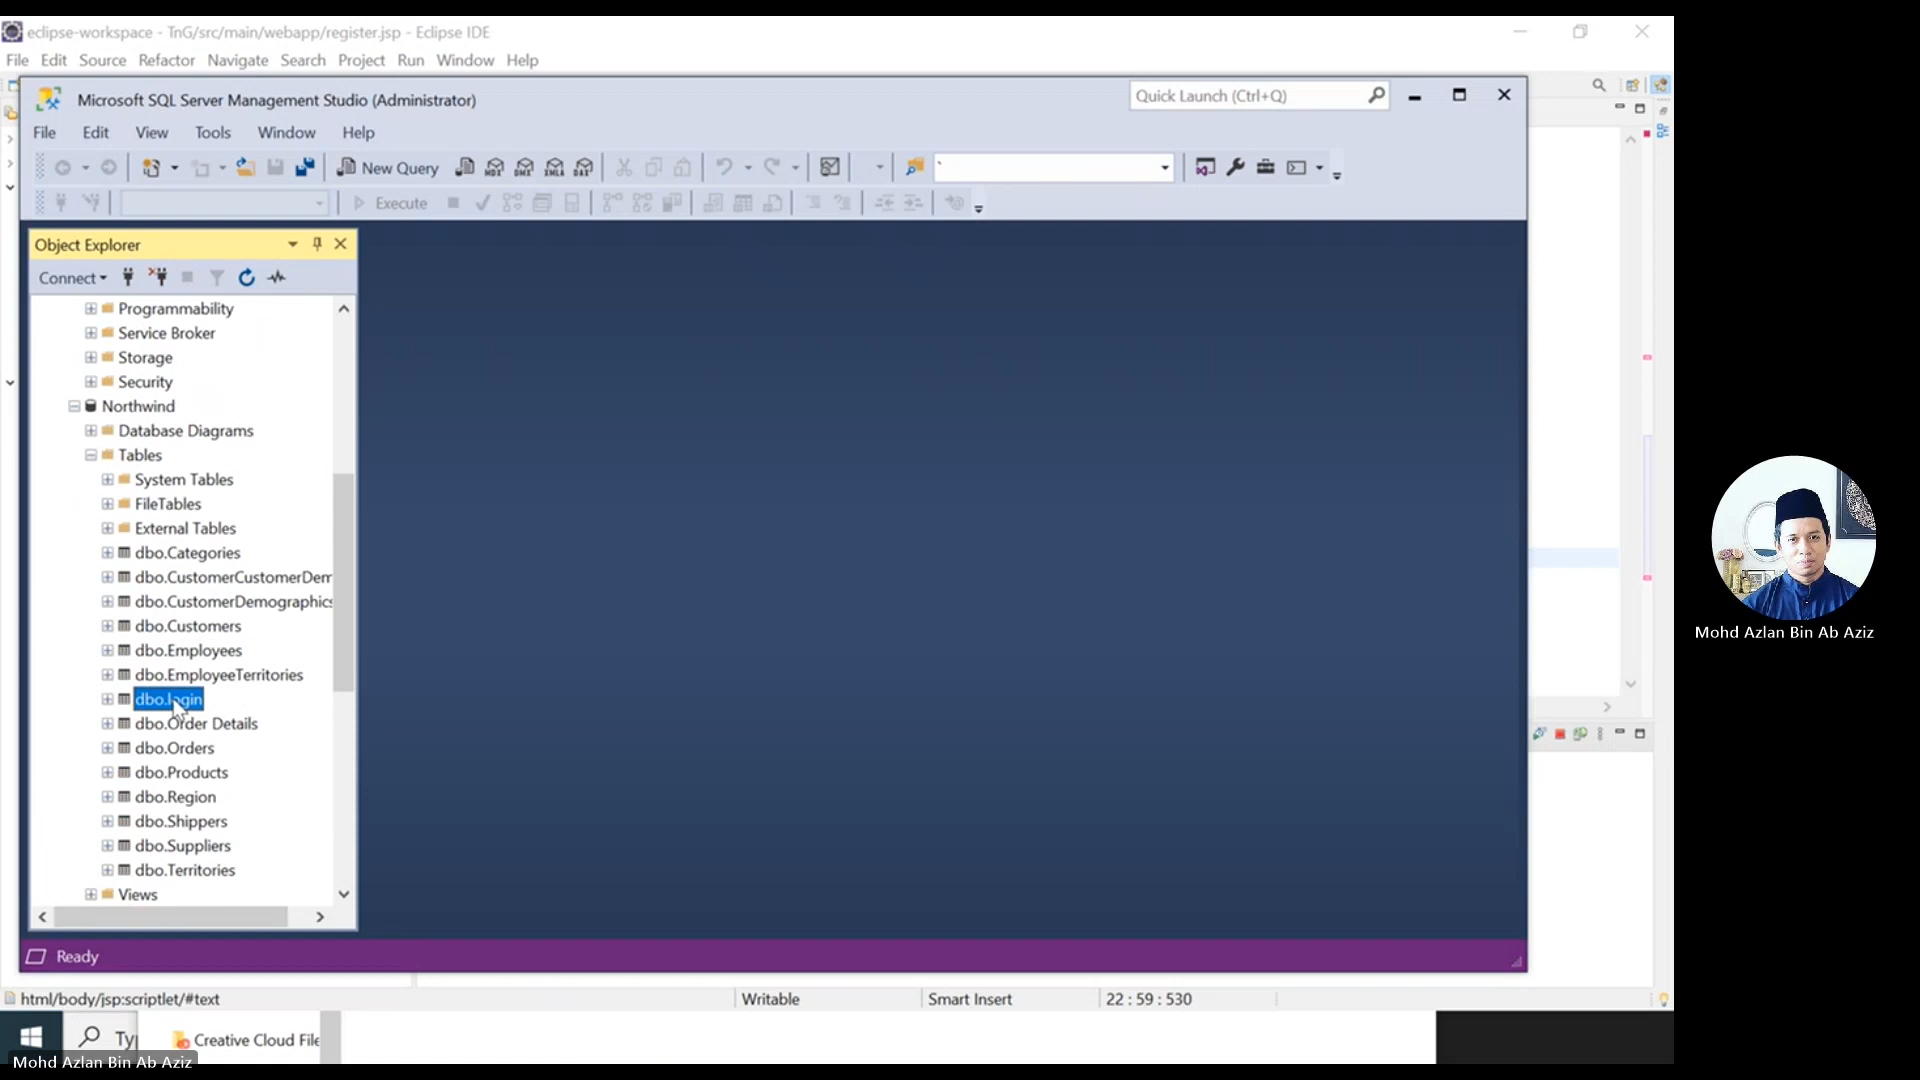 eclipse-workspace - TnG/src/main/webapp/register.jsp - Eclipse IDE
File Edit Source Refactor Navigate Search Project Run Window Help
Microsoft SQL Server Management Studio (Administrator)
Quick Launch (Ctrl+Q)
File Edit View Tools Window Help
New Query MDX DMX XMLA DAX
Execute
Object Explorer
Connect
Programmability
Service Broker
Storage
Security
Northwind
Database Diagrams
Tables
System Tables
FileTables
External Tables
dbo.Categories
dbo.CustomerCustomerDem
dbo.CustomerDemographics
dbo.Customers
dbo.Employees
dbo.EmployeeTerritories
dbo.login
dbo.Order Details
dbo.Orders
dbo.Products
dbo.Region
dbo.Shippers
dbo.Suppliers
dbo.Territories
Views
Ready
html/body/jsp:scriptlet/#text Writable Smart Insert 22 : 59 : 530
Creative Cloud File
Mohd Azlan Bin Ab Aziz
Mohd Azlan Bin Ab Aziz